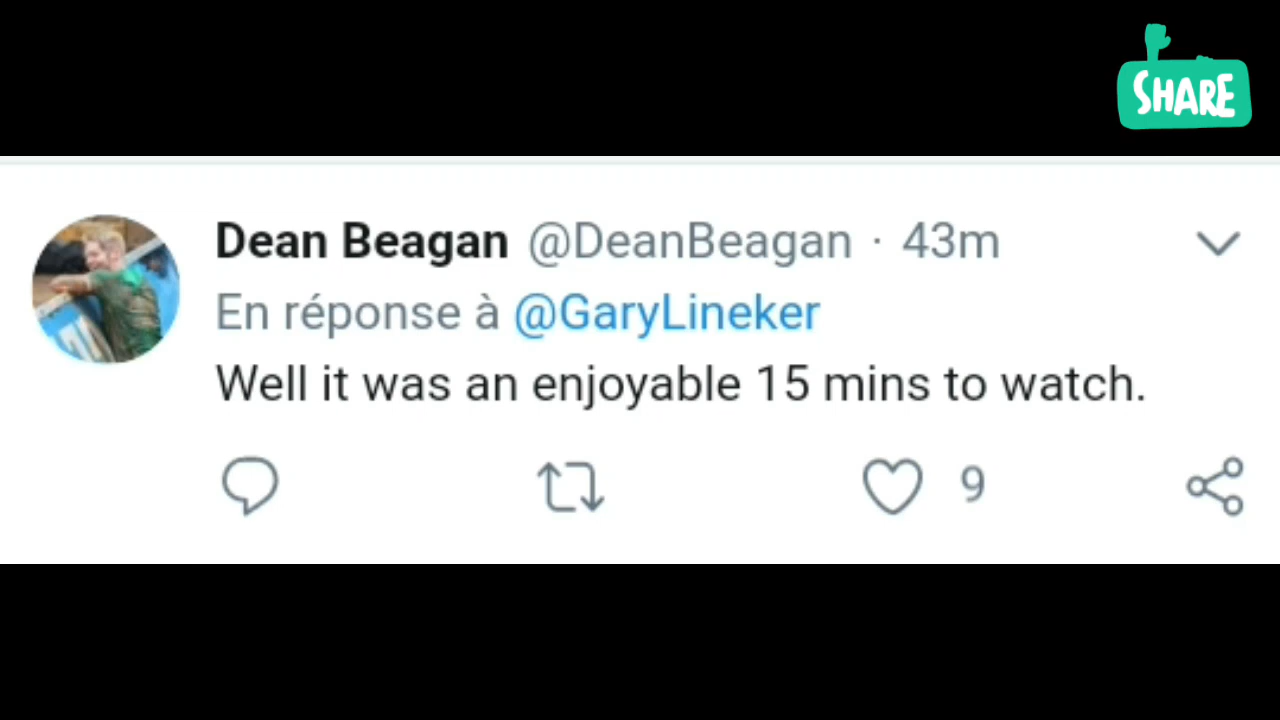 SHARE
Dean Beagan @DeanBeagan · 43m
En réponse à @GaryLineker
Well it was an enjoyable 15 mins to watch.
9